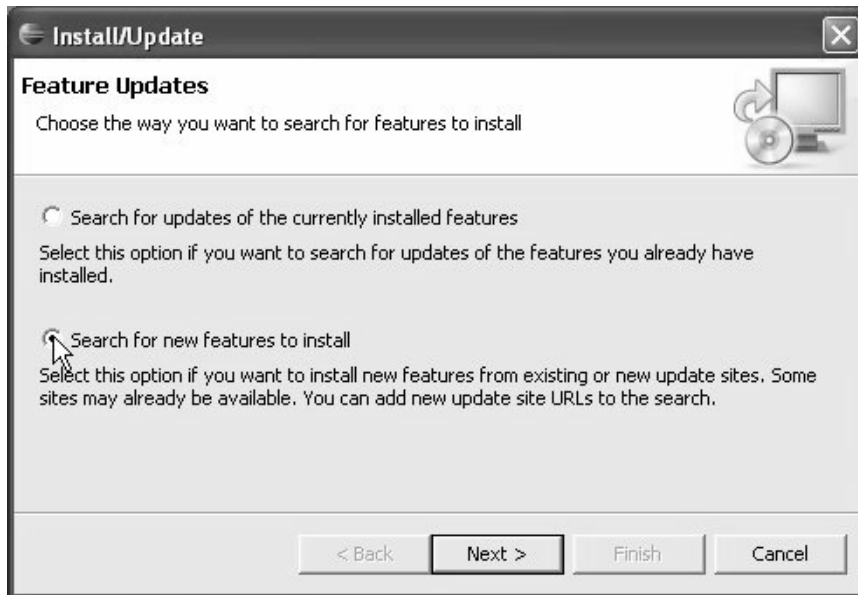 Install/Update
Feature Updates
Choose the way you want to search for features to install
Search for updates of the currently installed features
Select this option if you want to search for updates of the features you already have
installed.
Search for new features to install
Select this option if you want to install new features from existing or new update sites. Some
sites may already be available. You can add new update site URLs to the search.
< Back Next > Finish Cancel